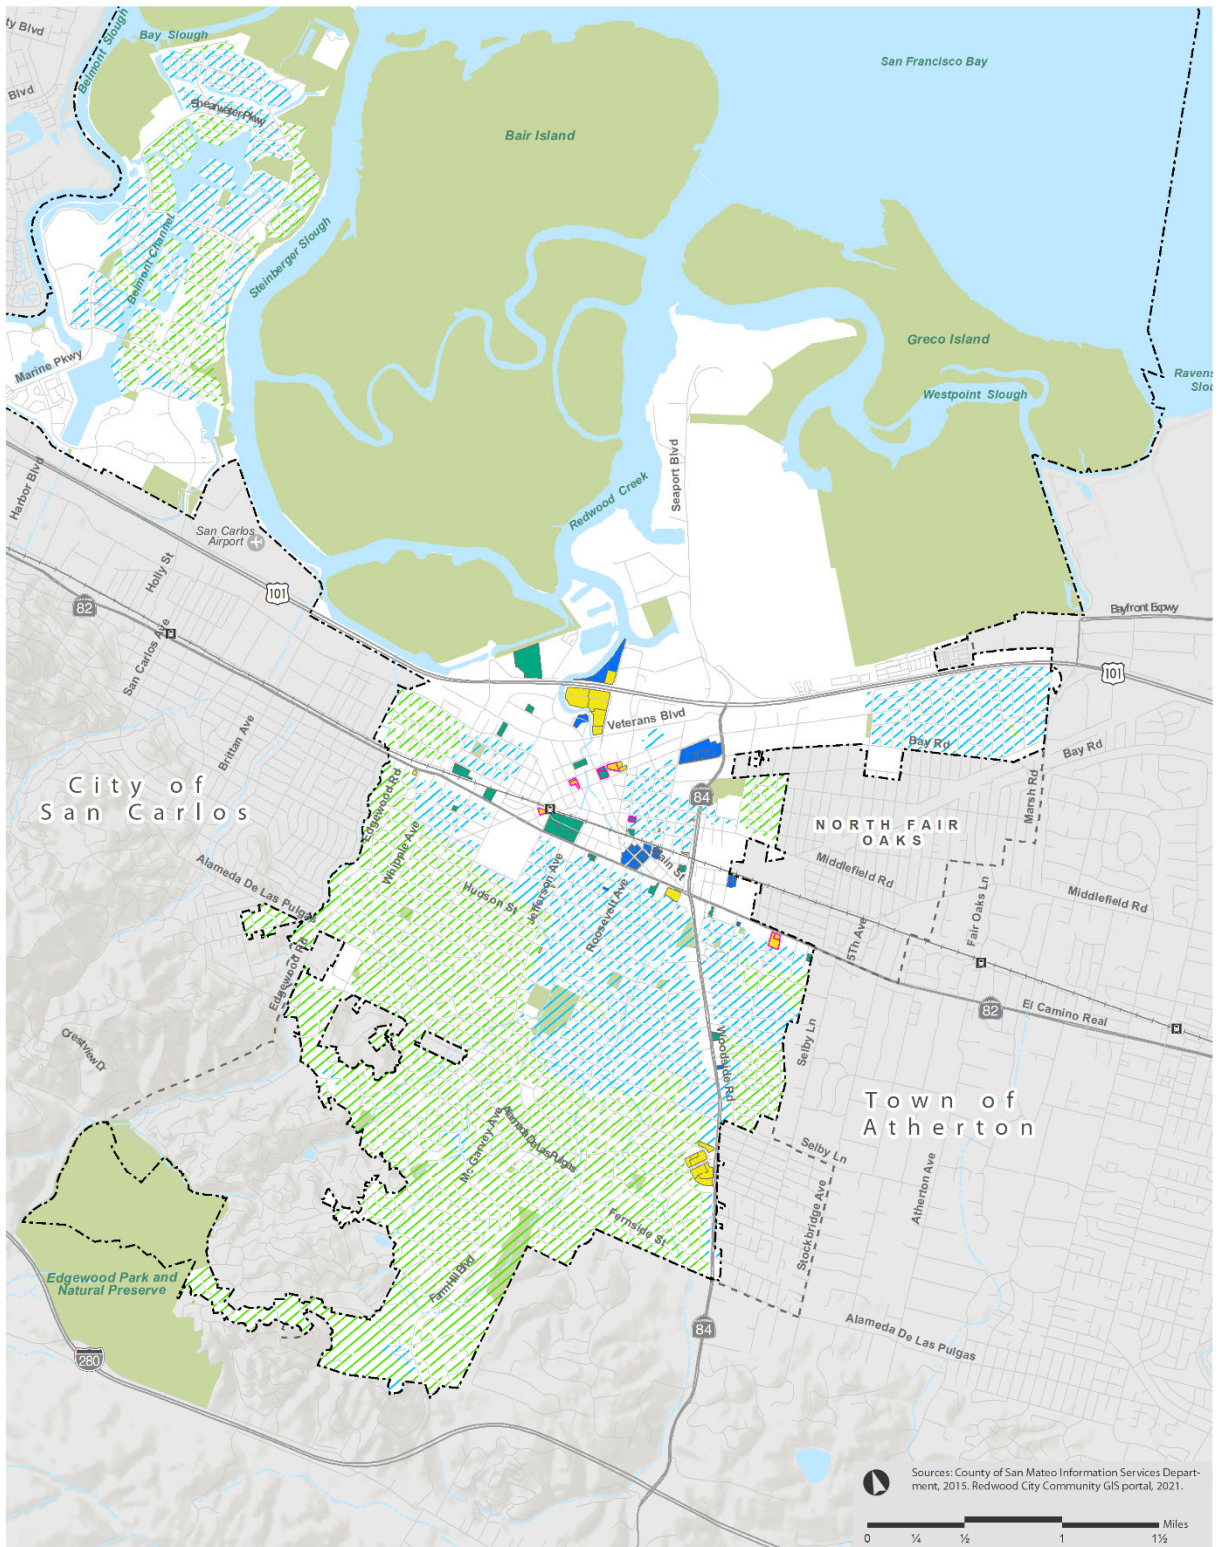 ty Blvd
Bay Slough
Belmont Slough
Blvd
San Francisco Bay
Shearwater Pkwy
Bair Island
Belmont Channel
Steinberger Slough
Greco Island
Marine Pkwy
Ravens
Slou
Westpoint Slough
Harbor Blvd
Seaport Blvd
Redwood Creek
San Carlos
Airport
Holly St
101
82
Bayfront Expwy
San Carlos Ave
101
Veterans Blvd
Brittan Ave
Bay Rd
Bay Rd
City of
San Carlos
Edgewood Rd
84
Marsh Rd
NORTH FAIR
OAKS
Whipple Ave
Main St
Middlefield Rd
Alameda De Las Pulgas
Hudson St
Jefferson Ave
Roosevelt Ave
Middlefield Rd
Fair Oaks Ln
5Th Ave
Edgewood Rd
El Camino Real
82
Crestview Dr
Woodside Rd
Selby Ln
Town of
Atherton
Mc Garvey Ave
Alameda De Las Pulgas
Selby Ln
Atherton Ave
Stockbridge Ave
Fernside St
Edgewood Park and
Natural Preserve
Farm Hill Blvd
84
Alameda De Las Pulgas
280
Sources: County of San Mateo Information Services Depart-
ment, 2015. Redwood City Community GIS portal, 2021.
Miles
0 ¼ ½ 1 1½